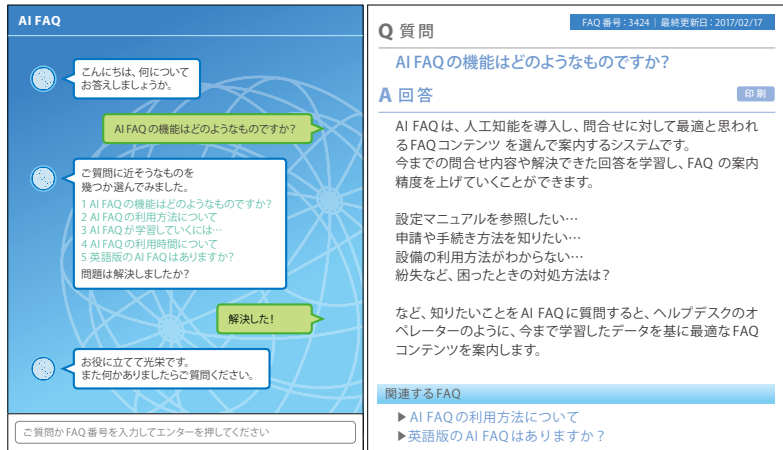 AI FAQ
こんにちは、何について
お答えしましょうか。
AI FAQの機能はどのようなものですか?
ご質問に近そうなものを
幾つか選んでみました。
1 AI FAQの機能はどのようなものですか?
2 AI FAQの利用方法について
3 AI FAQが学習していくには…
4 AI FAQの利用時間について
5 英語版のAI FAQはありますか?
問題は解決しましたか?
解決した!
お役に立てて光栄です。
また何かありましたらご質問ください。
ご質問かFAQ番号を入力してエンターを押してください
FAQ番号:3424 | 最終更新日:2017/02/17
Q 質問
AI FAQの機能はどのようなものですか?
A 回答
印刷
AI FAQは、人工知能を導入し、問合せに対して最適と思われ
るFAQコンテンツ を選んで案内するシステムです。
今までの問合せ内容や解決できた回答を学習し、FAQ の案内
精度を上げていくことができます。
設定マニュアルを参照したい…
申請や手続き方法を知りたい…
設備の利用方法がわからない…
紛失など、困ったときの対処方法は?
など、知りたいことをAI FAQに質問すると、ヘルプデスクのオ
ペレーターのように、今まで学習したデータを基に最適なFAQ
コンテンツを案内します。
関連するFAQ
▶AI FAQの利用方法について
▶英語版のAI FAQはありますか?